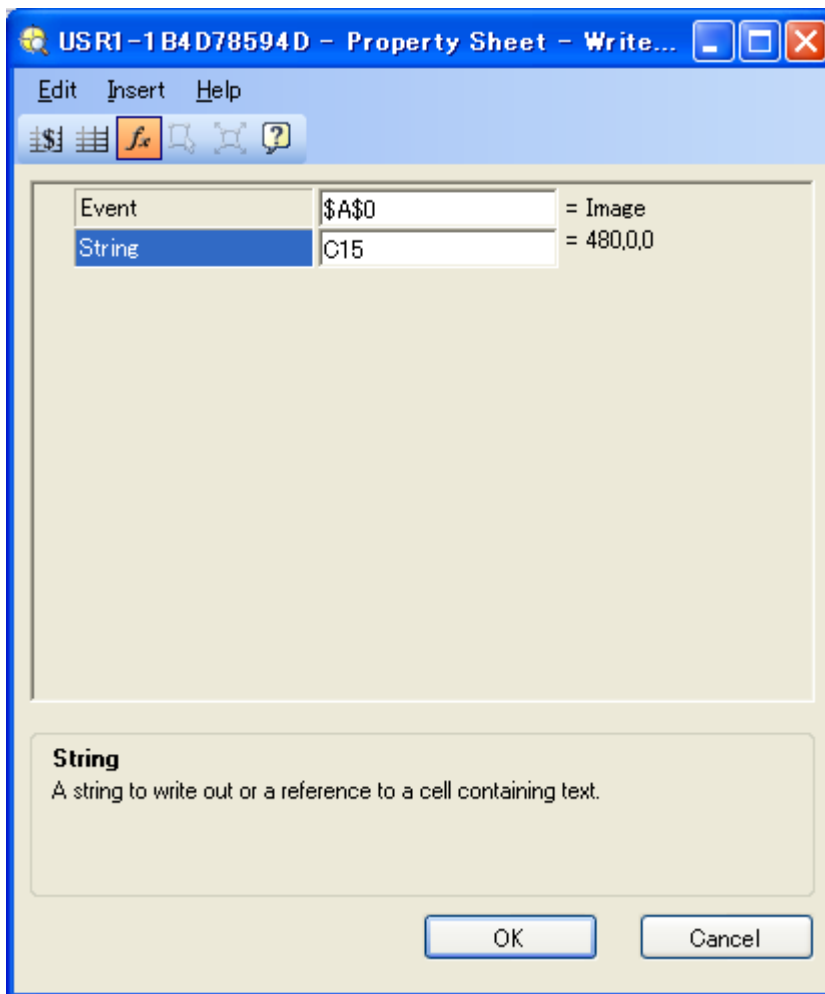 USR1-1B4D78594D - Property Sheet - Write...
Edit Insert Help
$ fx ?
Event $A$0 = Image
String C15 = 480,0,0
String
A string to write out or a reference to a cell containing text.
OK Cancel